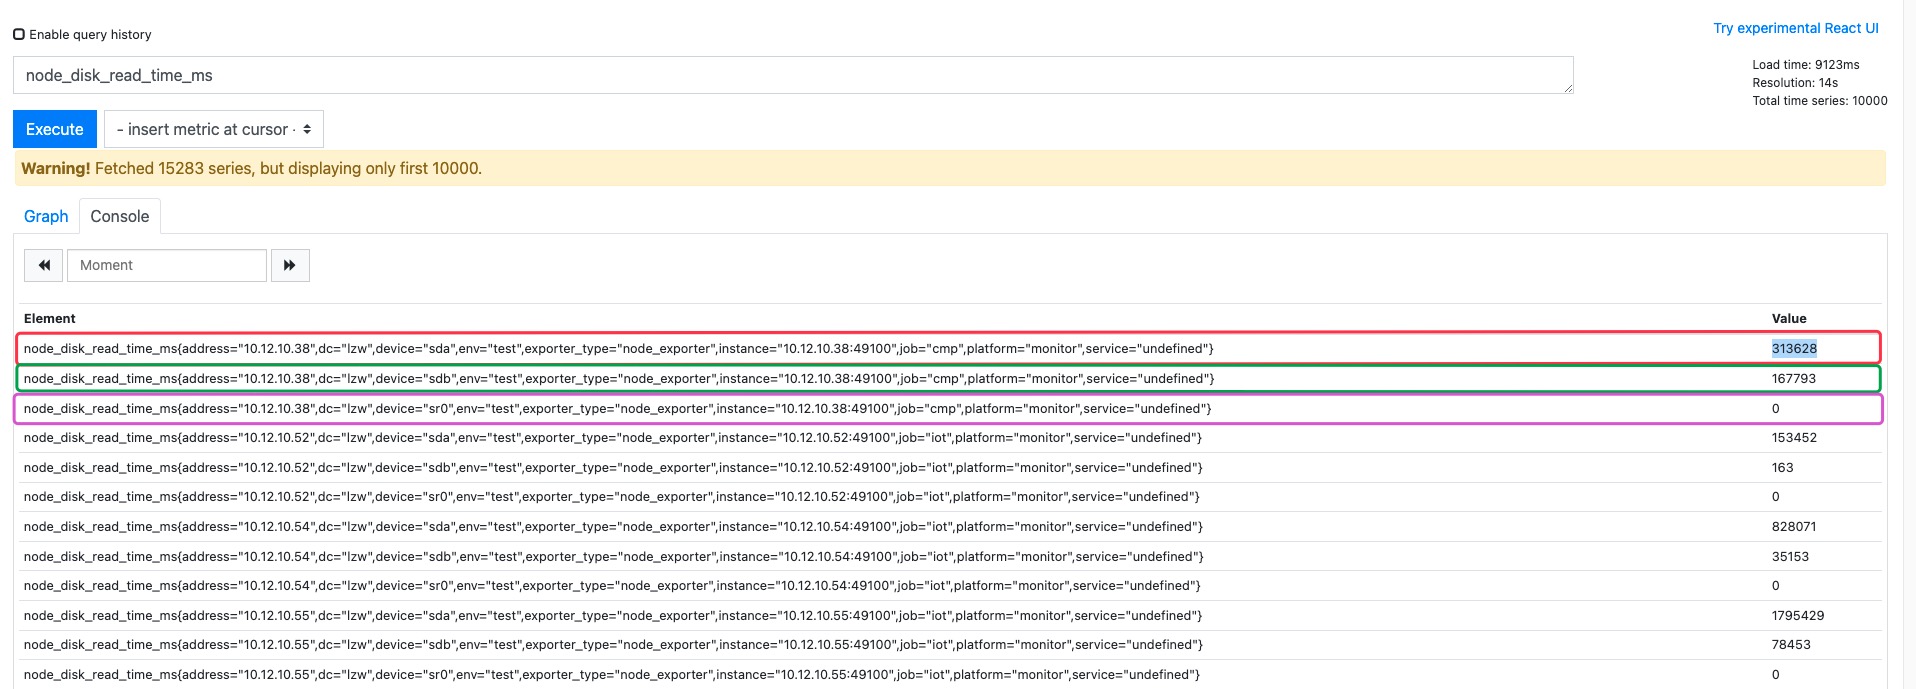 Enable query history
Try experimental React UI
node_disk_read_time_ms
Load time: 9123ms
Resolution: 14s
Total time series: 10000
Execute
- insert metric at cursor -
Warning! Fetched 15283 series, but displaying only first 10000.
Graph
Console
Moment
Element Value
node_disk_read_time_ms{address="10.12.10.38",dc="lzw",device="sda",env="test",exporter_type="node_exporter",instance="10.12.10.38:49100",job="cmp",platform="monitor",service="undefined"} 313628
node_disk_read_time_ms{address="10.12.10.38",dc="lzw",device="sdb",env="test",exporter_type="node_exporter",instance="10.12.10.38:49100",job="cmp",platform="monitor",service="undefined"} 167793
node_disk_read_time_ms{address="10.12.10.38",dc="lzw",device="sr0",env="test",exporter_type="node_exporter",instance="10.12.10.38:49100",job="cmp",platform="monitor",service="undefined"} 0
node_disk_read_time_ms{address="10.12.10.52",dc="lzw",device="sda",env="test",exporter_type="node_exporter",instance="10.12.10.52:49100",job="iot",platform="monitor",service="undefined"} 153452
node_disk_read_time_ms{address="10.12.10.52",dc="lzw",device="sdb",env="test",exporter_type="node_exporter",instance="10.12.10.52:49100",job="iot",platform="monitor",service="undefined"} 163
node_disk_read_time_ms{address="10.12.10.52",dc="lzw",device="sr0",env="test",exporter_type="node_exporter",instance="10.12.10.52:49100",job="iot",platform="monitor",service="undefined"} 0
node_disk_read_time_ms{address="10.12.10.54",dc="lzw",device="sda",env="test",exporter_type="node_exporter",instance="10.12.10.54:49100",job="iot",platform="monitor",service="undefined"} 828071
node_disk_read_time_ms{address="10.12.10.54",dc="lzw",device="sdb",env="test",exporter_type="node_exporter",instance="10.12.10.54:49100",job="iot",platform="monitor",service="undefined"} 35153
node_disk_read_time_ms{address="10.12.10.54",dc="lzw",device="sr0",env="test",exporter_type="node_exporter",instance="10.12.10.54:49100",job="iot",platform="monitor",service="undefined"} 0
node_disk_read_time_ms{address="10.12.10.55",dc="lzw",device="sda",env="test",exporter_type="node_exporter",instance="10.12.10.55:49100",job="iot",platform="monitor",service="undefined"} 1795429
node_disk_read_time_ms{address="10.12.10.55",dc="lzw",device="sdb",env="test",exporter_type="node_exporter",instance="10.12.10.55:49100",job="iot",platform="monitor",service="undefined"} 78453
node_disk_read_time_ms{address="10.12.10.55",dc="lzw",device="sr0",env="test",exporter_type="node_exporter",instance="10.12.10.55:49100",job="iot",platform="monitor",service="undefined"} 0